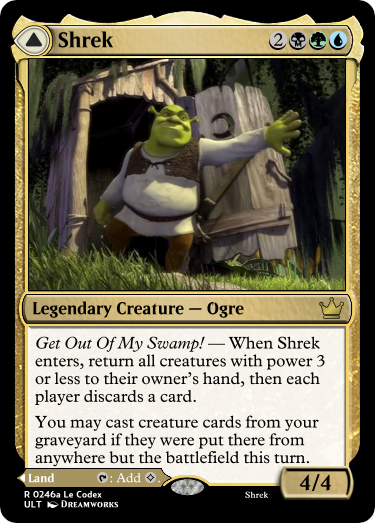 Shrek 2
Legendary Creature — Ogre
Get Out Of My Swamp! — When Shrek
enters, return all creatures with power 3
or less to their owner's hand, then each
player discards a card.
You may cast creature cards from your
graveyard if they were put there from
anywhere but the battlefield this turn.
Land : Add . 4/4
R 0246a Le Codex
ULT DreamWorks Shrek